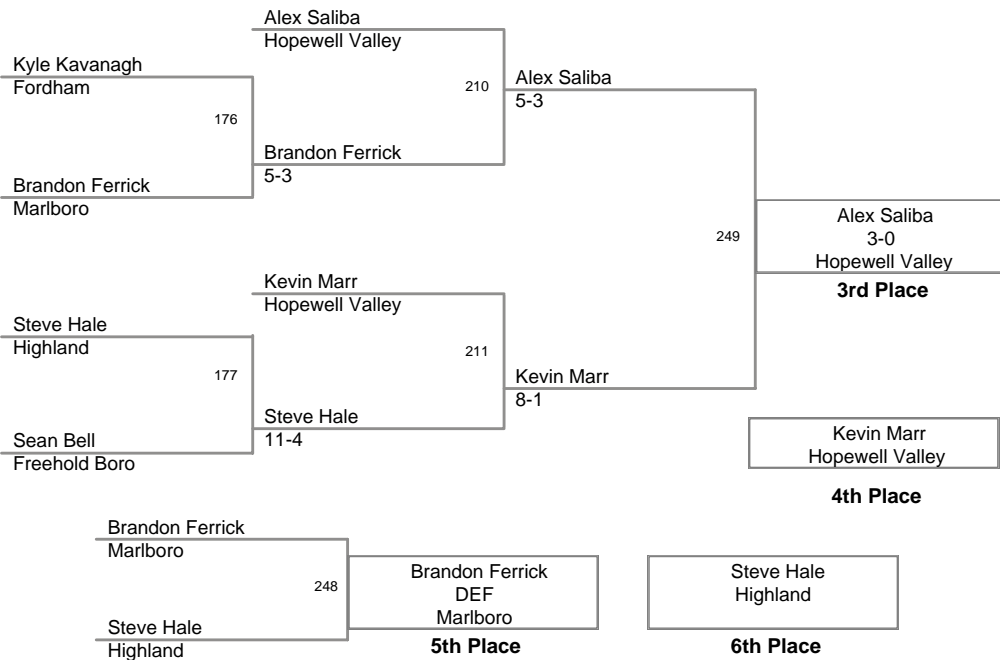 Alex Saliba
Hopewell Valley
Kyle Kavanagh
Fordham
176
210
Alex Saliba
5-3
Brandon Ferrick
5-3
Brandon Ferrick
Marlboro
249
Alex Saliba
3-0
Hopewell Valley
3rd Place
Kevin Marr
Hopewell Valley
Steve Hale
Highland
177
211
Kevin Marr
8-1
Steve Hale
11-4
Sean Bell
Freehold Boro
Kevin Marr
Hopewell Valley
4th Place
Brandon Ferrick
Marlboro
248
Steve Hale
Highland
Brandon Ferrick
DEF
Marlboro
5th Place
Steve Hale
Highland
6th Place